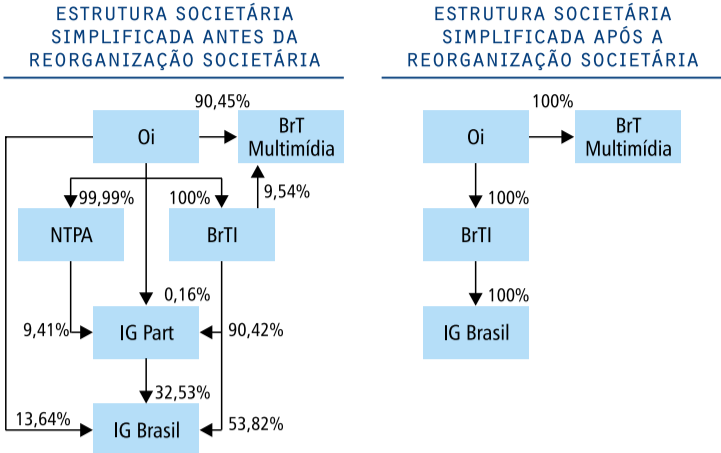 ESTRUTURA SOCIETÁRIA
SIMPLIFICADA ANTES DA
REORGANIZAÇÃO SOCIETÁRIA
90,45%
Oi
BrT
Multimídia
99,99%
100%
9,54%
NTPA
BrTI
0,16%
9,41%
IG Part
90,42%
32,53%
13,64%
IG Brasil
53,82%
ESTRUTURA SOCIETÁRIA
SIMPLIFICADA APÓS A
REORGANIZAÇÃO SOCIETÁRIA
100%
Oi
BrT
Multimídia
100%
BrTI
100%
IG Brasil